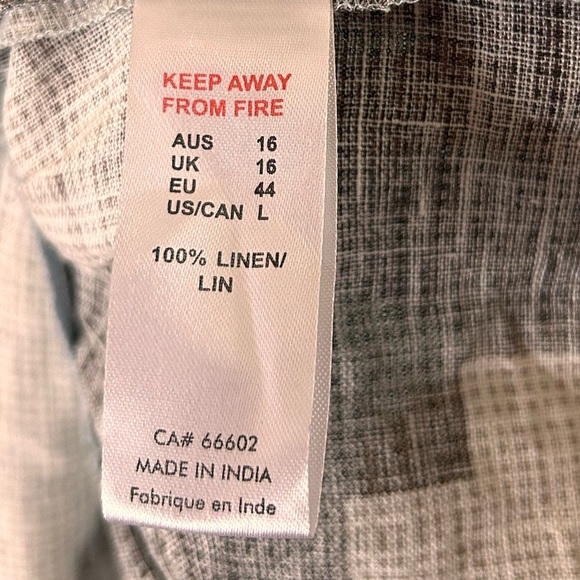 KEEP AWAY
FROM FIRE
AUS 16
UK 16
EU 44
US/CAN L
100% LINEN/
LIN
CA# 66602
MADE IN INDIA
Fabrique en Inde